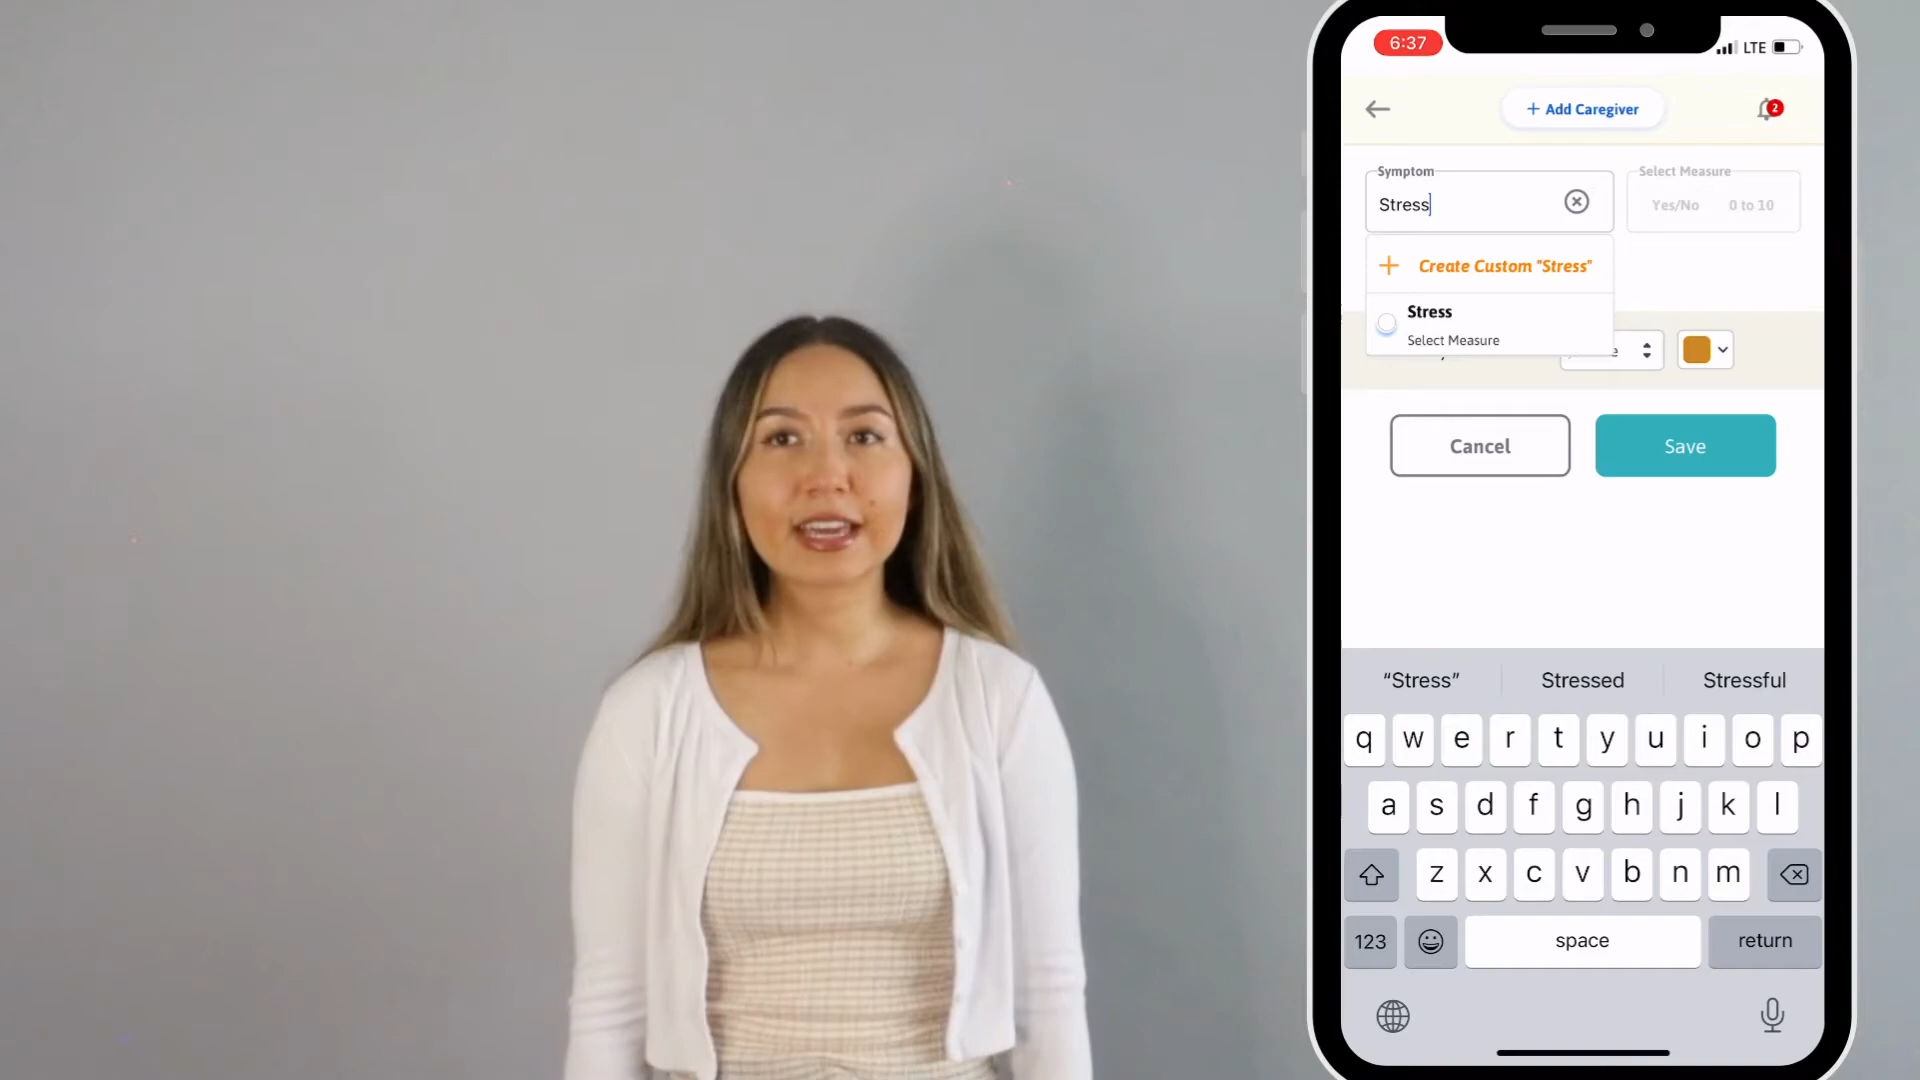 6:37
LTE
+ Add Caregiver
2
Symptom
Select Measure
Stress
Yes/No 0 to 10
+ Create Custom "Stress"
Stress
Select Measure
Cancel
Save
“Stress” Stressed Stressful
q w e r t y u i o p
a s d f g h j k l
z x c v b n m
123 space return